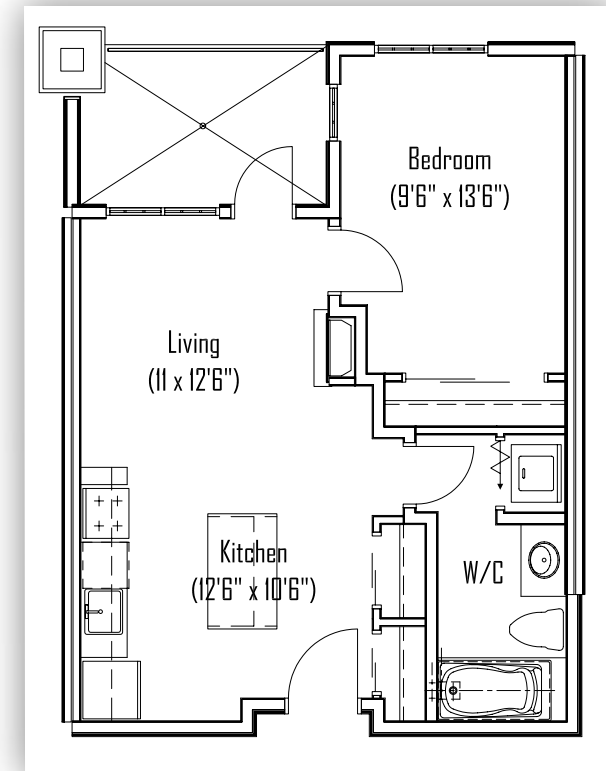 Bedroom
(9'6" x 13'6")
Living
(11 x 12'6")
Kitchen
(12'6" x 10'6")
W/C